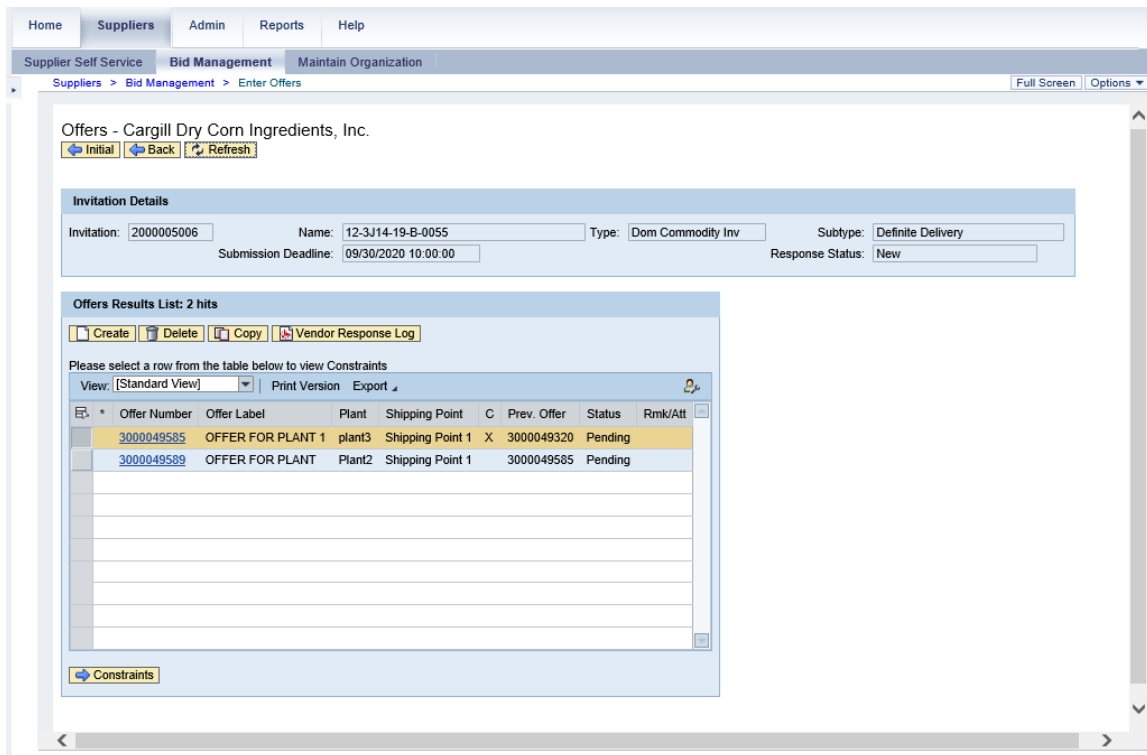 Home Suppliers Admin Reports Help
Supplier Self Service Bid Management Maintain Organization
Suppliers > Bid Management > Enter Offers Full Screen Options
Offers - Cargill Dry Corn Ingredients, Inc.
Initial Back Refresh
Invitation Details
Invitation: 2000005006 Name: 12-3J14-19-B-0055 Type: Dom Commodity Inv Subtype: Definite Delivery
Submission Deadline: 09/30/2020 10:00:00 Response Status: New
Offers Results List: 2 hits
Create Delete Copy Vendor Response Log
Please select a row from the table below to view Constraints
View: [Standard View] Print Version Export
* Offer Number Offer Label Plant Shipping Point C Prev. Offer Status Rmk/Att
3000049585 OFFER FOR PLANT 1 plant3 Shipping Point 1 X 3000049320 Pending
3000049589 OFFER FOR PLANT Plant2 Shipping Point 1 3000049585 Pending
Constraints